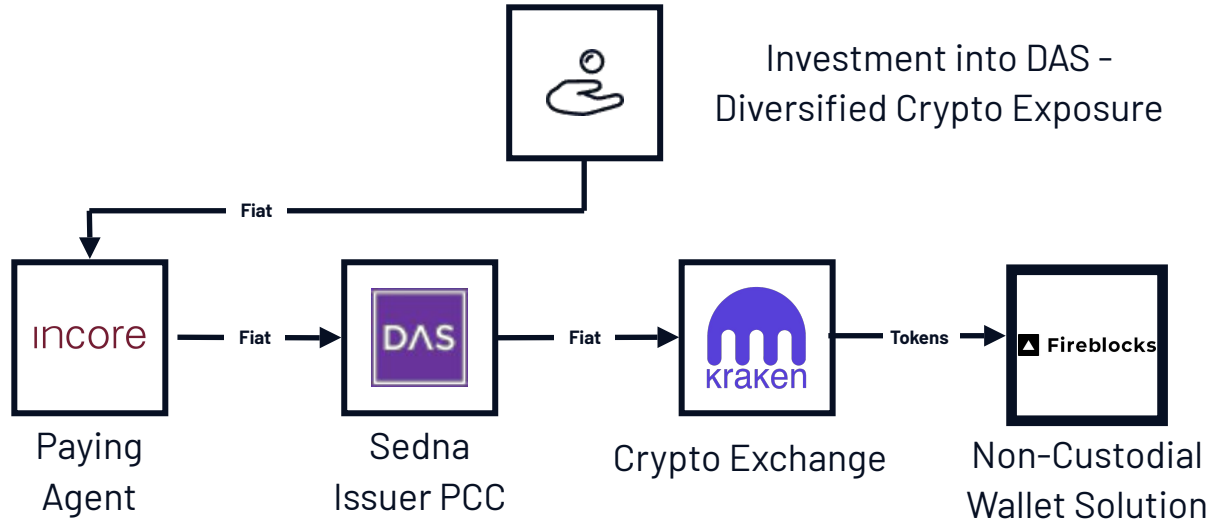 Investment into DAS -
Diversified Crypto Exposure
Fiat
incore
Fiat
DAS
Fiat
kraken
Tokens
Fireblocks
Paying
Agent
Sedna
Issuer PCC
Crypto Exchange
Non-Custodial
Wallet Solution